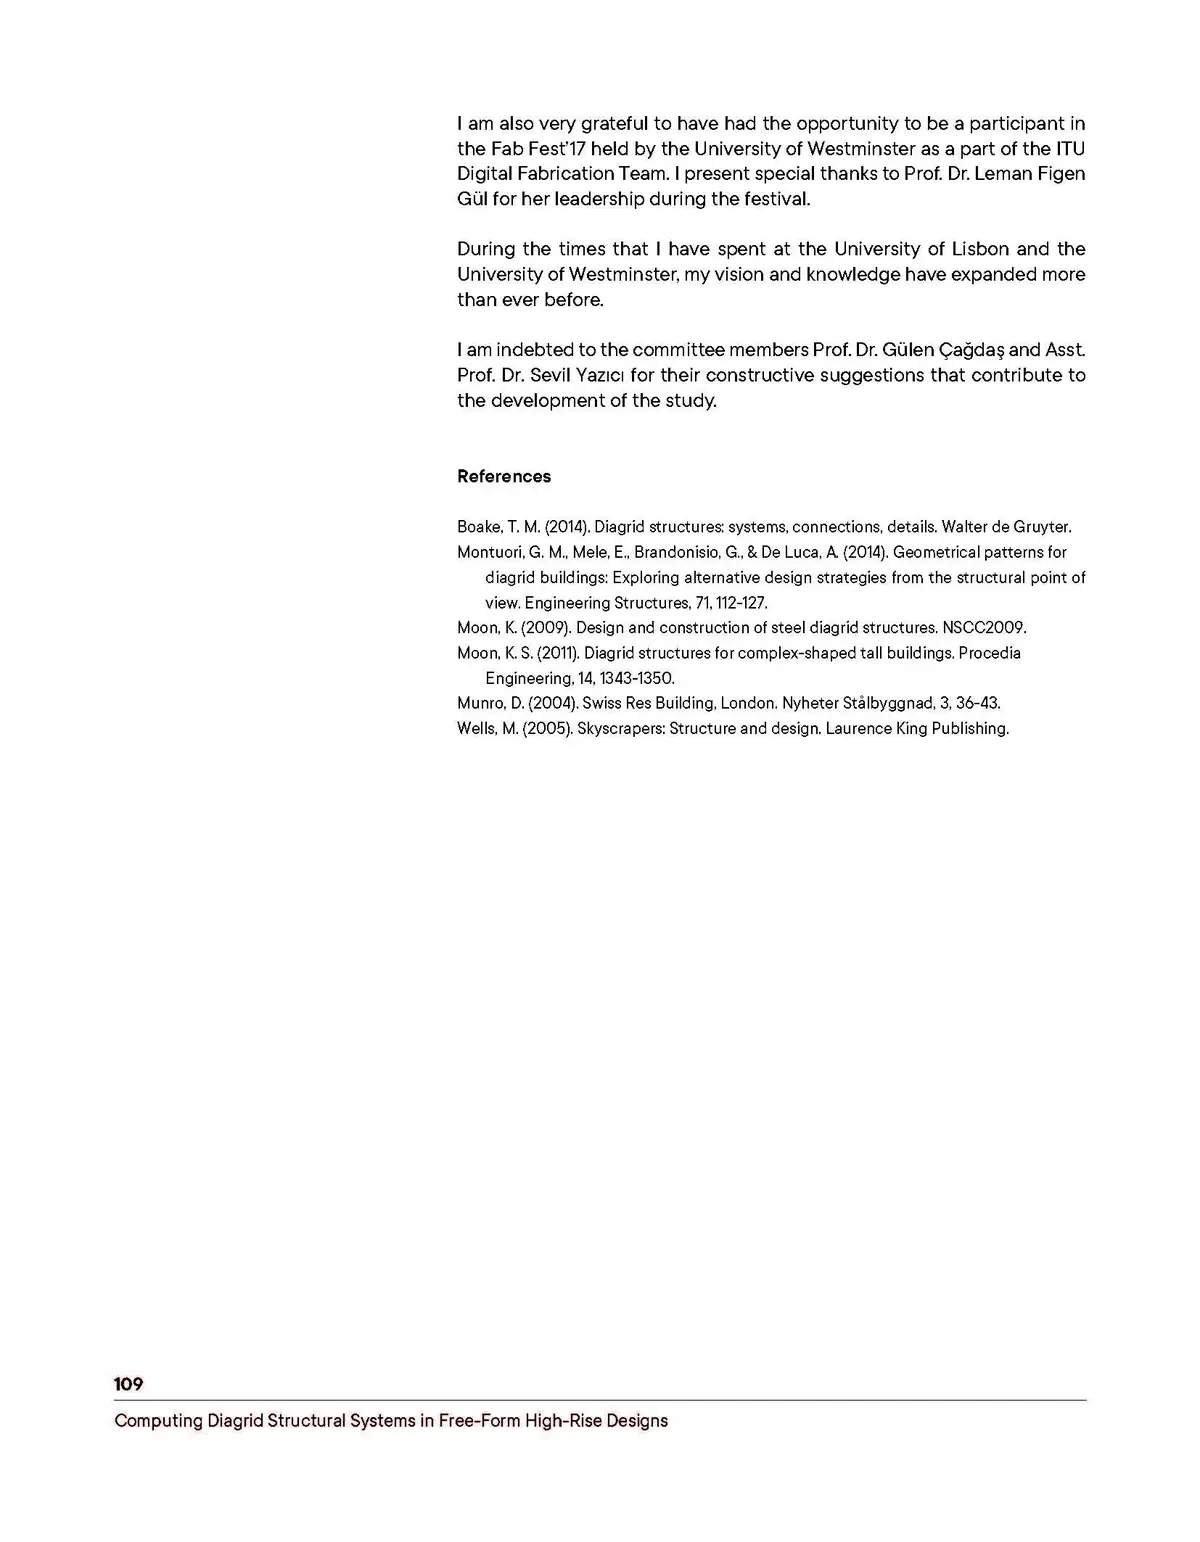 I am also very grateful to have had the opportunity to be a participant in
the Fab Fest'17 held by the University of Westminster as a part of the ITU
Digital Fabrication Team. I present special thanks to Prof. Dr. Leman Figen
Gül for her leadership during the festival.
During the times that I have spent at the University of Lisbon and the
University of Westminster, my vision and knowledge have expanded more
than ever before.
I am indebted to the committee members Prof. Dr. Gülen Çağdaş and Asst.
Prof. Dr. Sevil Yazıcı for their constructive suggestions that contribute to
the development of the study.
References
Boake, T. M. (2014). Diagrid structures: systems, connections, details. Walter de Gruyter.
Montuori, G. M., Mele, E., Brandonisio, G., & De Luca, A. (2014). Geometrical patterns for
diagrid buildings: Exploring alternative design strategies from the structural point of
view. Engineering Structures, 71, 112-127.
Moon, K. (2009). Design and construction of steel diagrid structures. NSCC2009.
Moon, K. S. (2011). Diagrid structures for complex-shaped tall buildings. Procedia
Engineering, 14, 1343-1350.
Munro, D. (2004). Swiss Res Building, London. Nyheter Stålbyggnad, 3, 36-43.
Wells, M. (2005). Skyscrapers: Structure and design. Laurence King Publishing.
109
Computing Diagrid Structural Systems in Free-Form High-Rise Designs